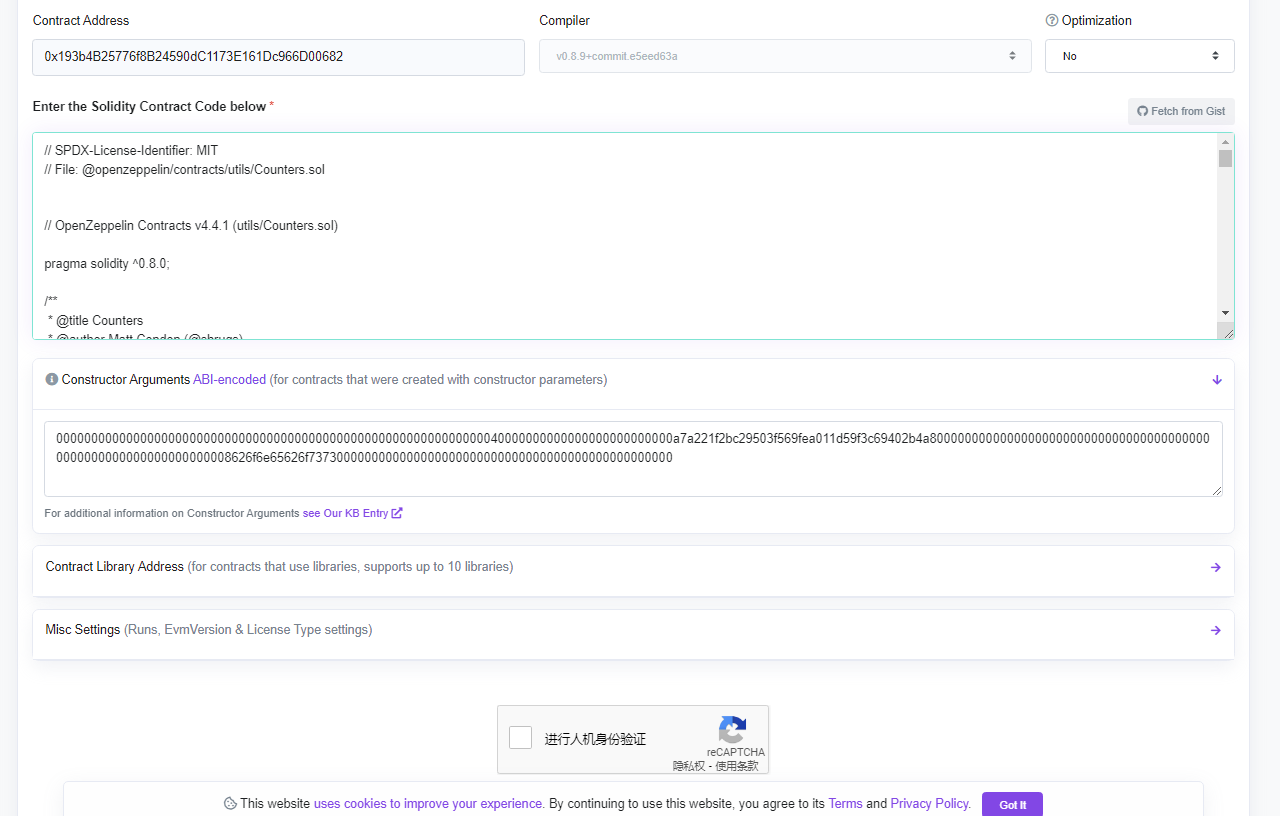 Contract Address
Compiler
Optimization
0x193b4B25776f8B24590dC1173E161Dc966D00682
v0.8.9+commit.e5eed63a
No
Enter the Solidity Contract Code below *
Fetch from Gist
// SPDX-License-Identifier: MIT
// File: @openzeppelin/contracts/utils/Counters.sol
// OpenZeppelin Contracts v4.4.1 (utils/Counters.sol)
pragma solidity ^0.8.0;
/**
* @title Counters
* @author Matt Condon (@shrugs)
Constructor Arguments ABI-encoded (for contracts that were created with constructor parameters)
0000000000000000000000000000000000000000000000000000000000000040000000000000000000000000a7a221f2bc29503f569fea011d59f3c69402b4a8000000000000000000000000000000000000000
0000000000000000000000008626f6e65626f7373000000000000000000000000000000000000000000000000
For additional information on Constructor Arguments see Our KB Entry
Contract Library Address (for contracts that use libraries, supports up to 10 libraries)
Misc Settings (Runs, EvmVersion & License Type settings)
进行人机身份验证
reCAPTCHA
隐私权 - 使用条款
This website uses cookies to improve your experience. By continuing to use this website, you agree to its Terms and Privacy Policy.
Got It